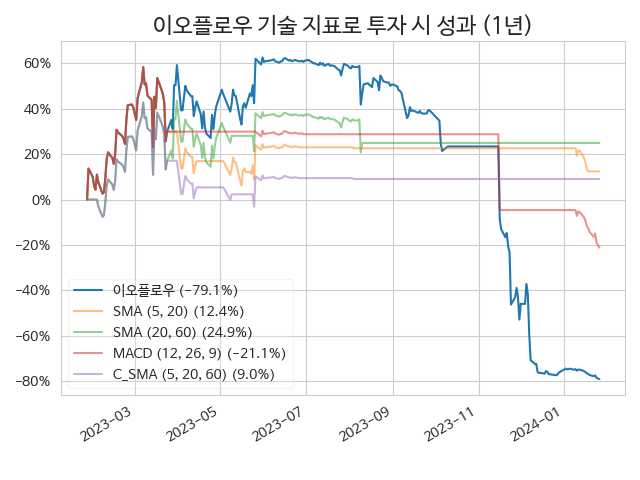 이오플로우 기술 지표로 투자 시 성과 (1년)
60%
40%
20%
0%
−20%
−40%
−60%
−80%
이오플로우 (−79.1%)
SMA (5, 20) (12.4%)
SMA (20, 60) (24.9%)
MACD (12, 26, 9) (−21.1%)
C_SMA (5, 20, 60) (9.0%)
2023−03
2023−05
2023−07
2023−09
2023−11
2024−01